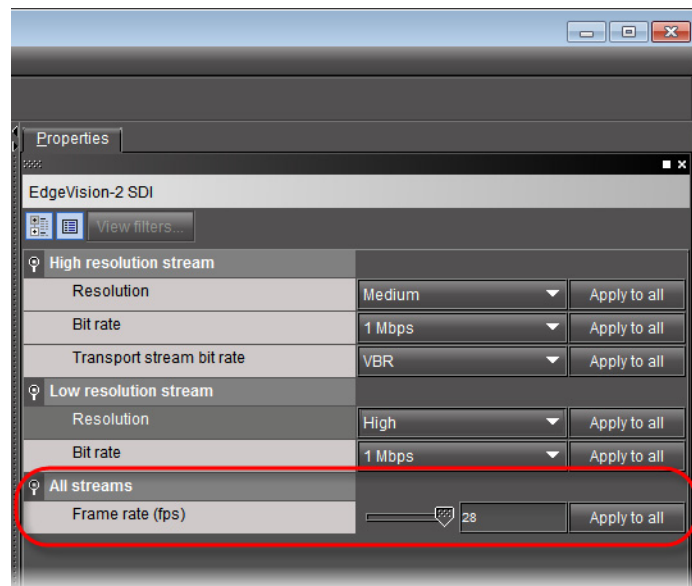 Properties
EdgeVision-2 SDI
View filters...
High resolution stream
Resolution Medium Apply to all
Bit rate 1 Mbps Apply to all
Transport stream bit rate VBR Apply to all
Low resolution stream
Resolution High Apply to all
Bit rate 1 Mbps Apply to all
All streams
Frame rate (fps) 28 Apply to all